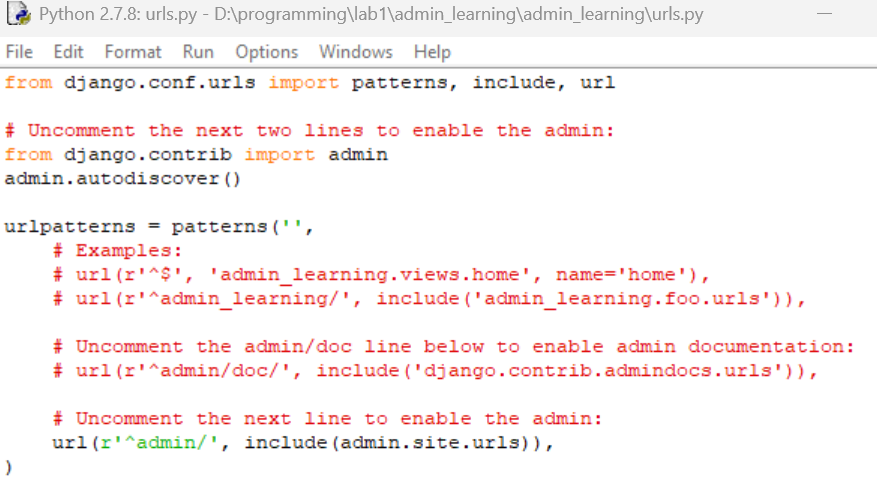 Python 2.7.8: urls.py - D:\programming\lab1\admin_learning\admin_learning\urls.py
File Edit Format Run Options Windows Help
from django.conf.urls import patterns, include, url
# Uncomment the next two lines to enable the admin:
from django.contrib import admin
admin.autodiscover()
urlpatterns = patterns('',
    # Examples:
    # url(r'^$', 'admin_learning.views.home', name='home'),
    # url(r'^admin_learning/', include('admin_learning.foo.urls')),
    # Uncomment the admin/doc line below to enable admin documentation:
    # url(r'^admin/doc/', include('django.contrib.admindocs.urls')),
    # Uncomment the next line to enable the admin:
    url(r'^admin/', include(admin.site.urls)),
)